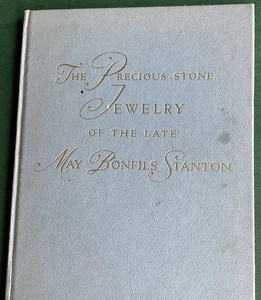 The Precious-Stone
Jewelry
OF THE LATE
May Bonfils Stanton